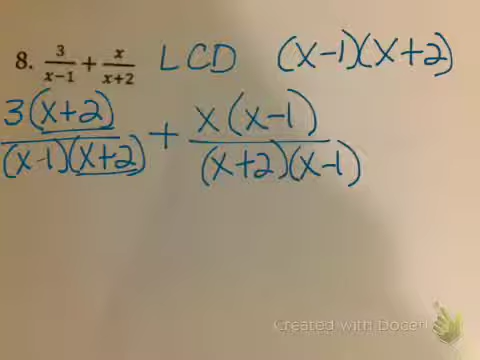 8. 3/(x−1) + x/(x+2) LCD (x-1)(x+2)
3(x+2)/(x-1)(x+2) + x(x-1)/(x+2)(x-1)
Created with Doceri